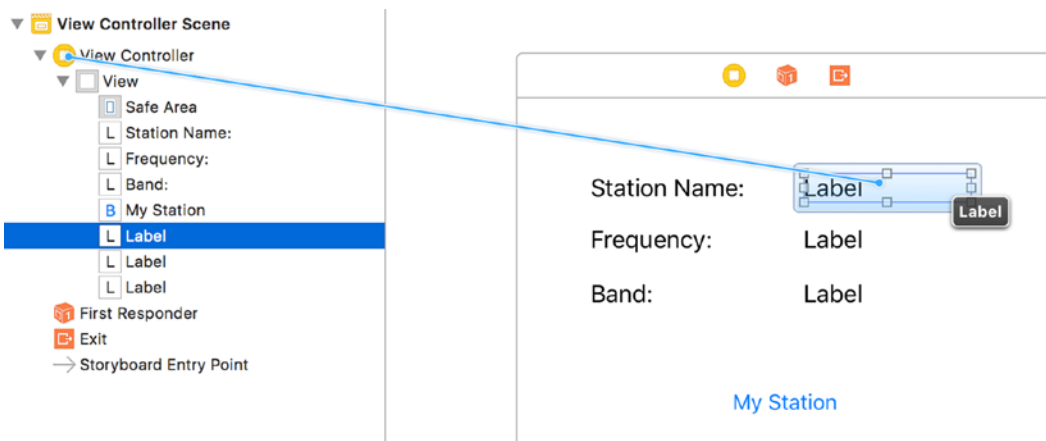 View Controller Scene
View Controller
View
Safe Area
L Station Name:
L Frequency:
L Band:
B My Station
L Label
L Label
L Label
First Responder
Exit
Storyboard Entry Point
Station Name: Label
Label
Frequency: Label
Band: Label
My Station